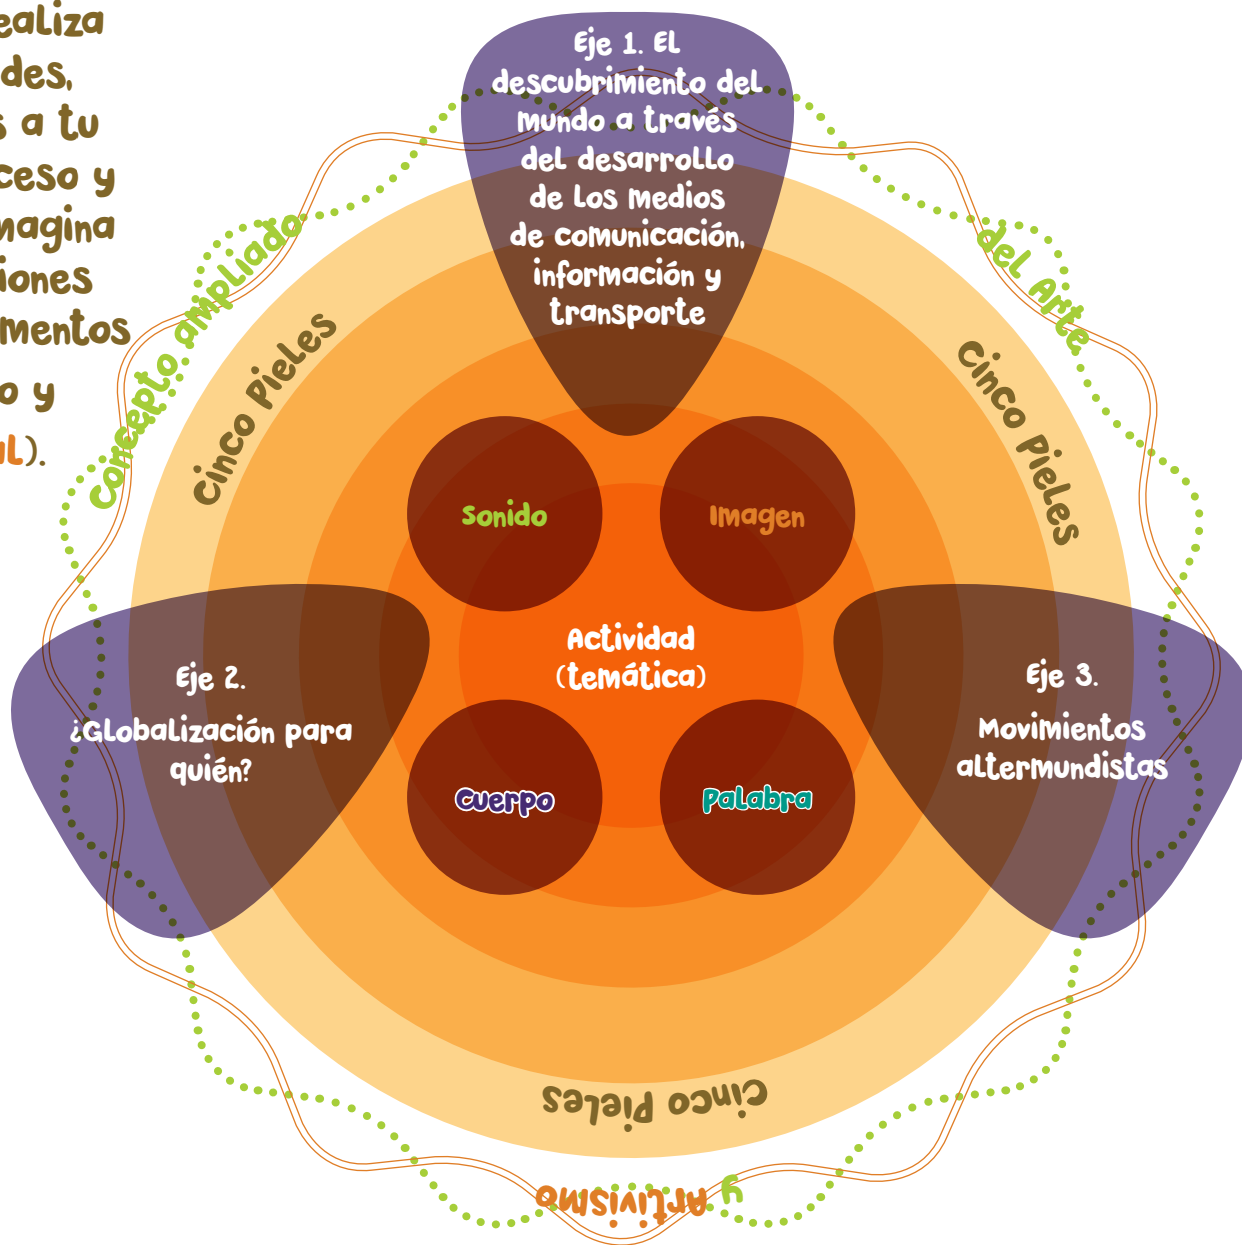 ealiza
des,
s a tu
ceso y
magina
iones
mentos
o y
al).
Eje 1. El
descubrimiento del
mundo a través
del desarrollo
de los medios
de comunicación,
información y
transporte
Concepto ampliado
del Arte
Cinco Pieles
Cinco Pieles
Sonido
Imagen
Actividad
(temática)
Eje 2.
¿Globalización para
quién?
Eje 3.
Movimientos
altermundistas
Cuerpo
Palabra
Cinco Pieles
y Artivismo